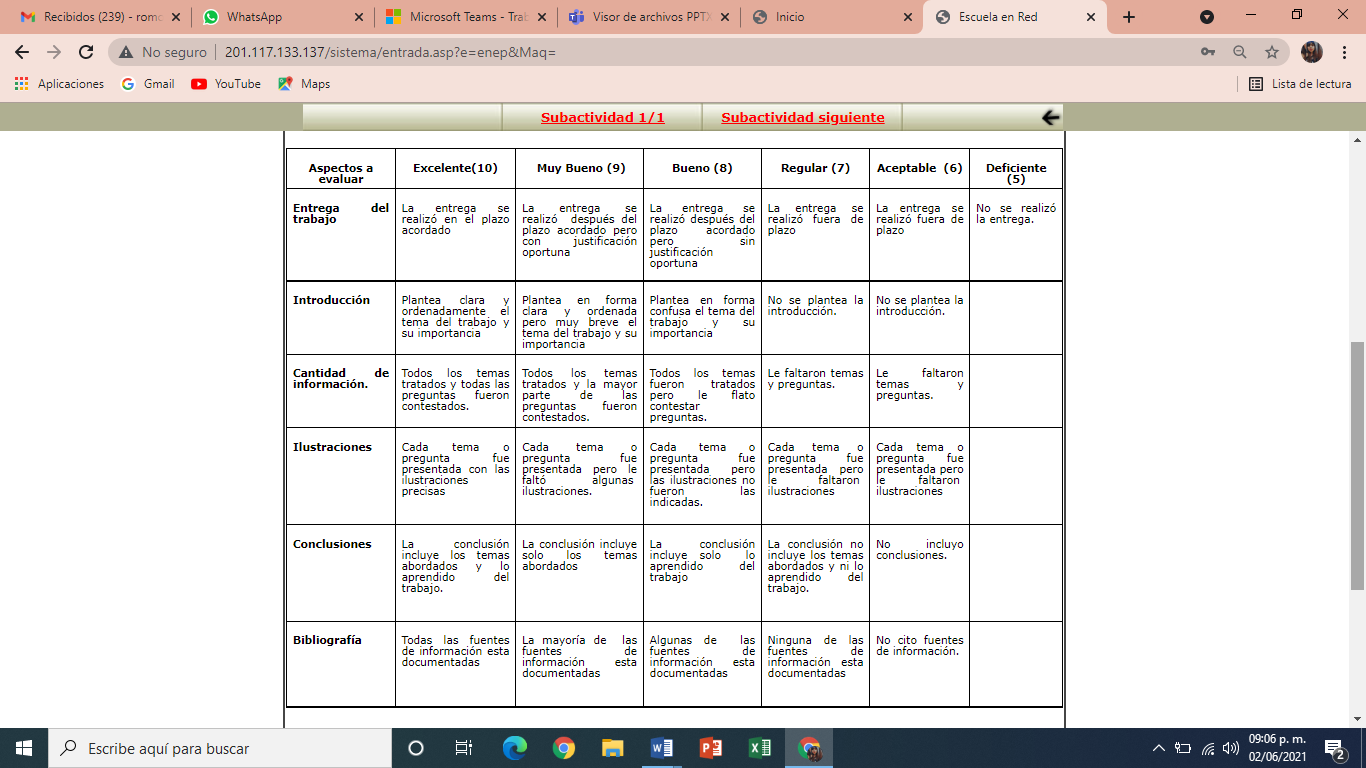 Recibidos (239) - romc
WhatsApp
Microsoft Teams - Trab
Visor de archivos PPTX
Inicio
Escuela en Red
No seguro
201.117.133.137/sistema/entrada.asp?e=enep&Maq=
Aplicaciones
Gmail
YouTube
Maps
Lista de lectura
Subactividad 1/1
Subactividad siguiente
Aspectos a
evaluar
Excelente(10)
Muy Bueno (9)
Bueno (8)
Regular (7)
Aceptable (6)
Deficiente
(5)
Entrega del
trabajo
La entrega se
realizó en el plazo
acordado
La entrega se
realizó después del
plazo acordado pero
con justificación
oportuna
La entrega se
realizó después del
plazo acordado
pero sin
justificación
oportuna
La entrega se
realizó fuera de
plazo
La entrega se
realizó fuera de
plazo
No se realizó
la entrega.
Introducción
Plantea clara y
ordenadamente el
tema del trabajo y
su importancia
Plantea en forma
clara y ordenada
pero muy breve el
tema del trabajo y su
importancia
Plantea en forma
confusa el tema del
trabajo y su
importancia
No se plantea la
introducción.
No se plantea la
introducción.
Cantidad de
información.
Todos los temas
tratados y todas las
preguntas fueron
contestados.
Todos los temas
tratados y la mayor
parte de las
preguntas fueron
contestados.
Todos los temas
fueron tratados
pero le flato
contestar
preguntas.
Le faltaron temas
y preguntas.
Le faltaron
temas y
preguntas.
Ilustraciones
Cada tema o
pregunta fue
presentada con las
ilustraciones
precisas
Cada tema o
pregunta fue
presentada pero le
faltó algunas
ilustraciones.
Cada tema o
pregunta fue
presentada pero
las ilustraciones no
fueron las
indicadas.
Cada tema o
pregunta fue
presentada pero
le faltaron
ilustraciones
Cada tema o
pregunta fue
presentada pero
le faltaron
ilustraciones
Conclusiones
La conclusión
incluye los temas
abordados y lo
aprendido del
trabajo.
La conclusión incluye
solo los temas
abordados
La conclusión
incluye solo lo
aprendido del
trabajo
La conclusión no
incluye los temas
abordados y ni lo
aprendido del
trabajo.
No incluyo
conclusiones.
Bibliografía
Todas las fuentes
de información esta
documentadas
La mayoría de las
fuentes de
información esta
documentadas
Algunas de las
fuentes de
información esta
documentadas
Ninguna de las
fuentes de
información esta
documentadas
No cito fuentes
de información.
Escribe aquí para buscar
09:06 p. m.
02/06/2021
2